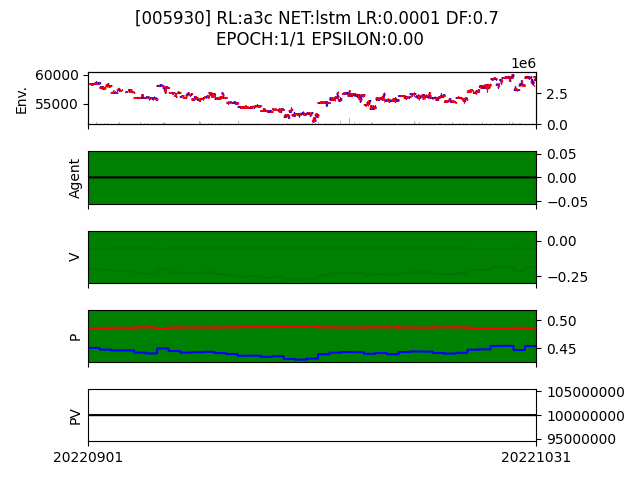 [005930] RL:a3c NET:lstm LR:0.0001 DF:0.7
EPOCH:1/1 EPSILON:0.00
1e6
60000
55000
Env.
2.5
0.0
Agent
0.05
0.00
−0.05
V
0.00
−0.25
P
0.50
0.45
PV
105000000
100000000
95000000
20220901
20221031